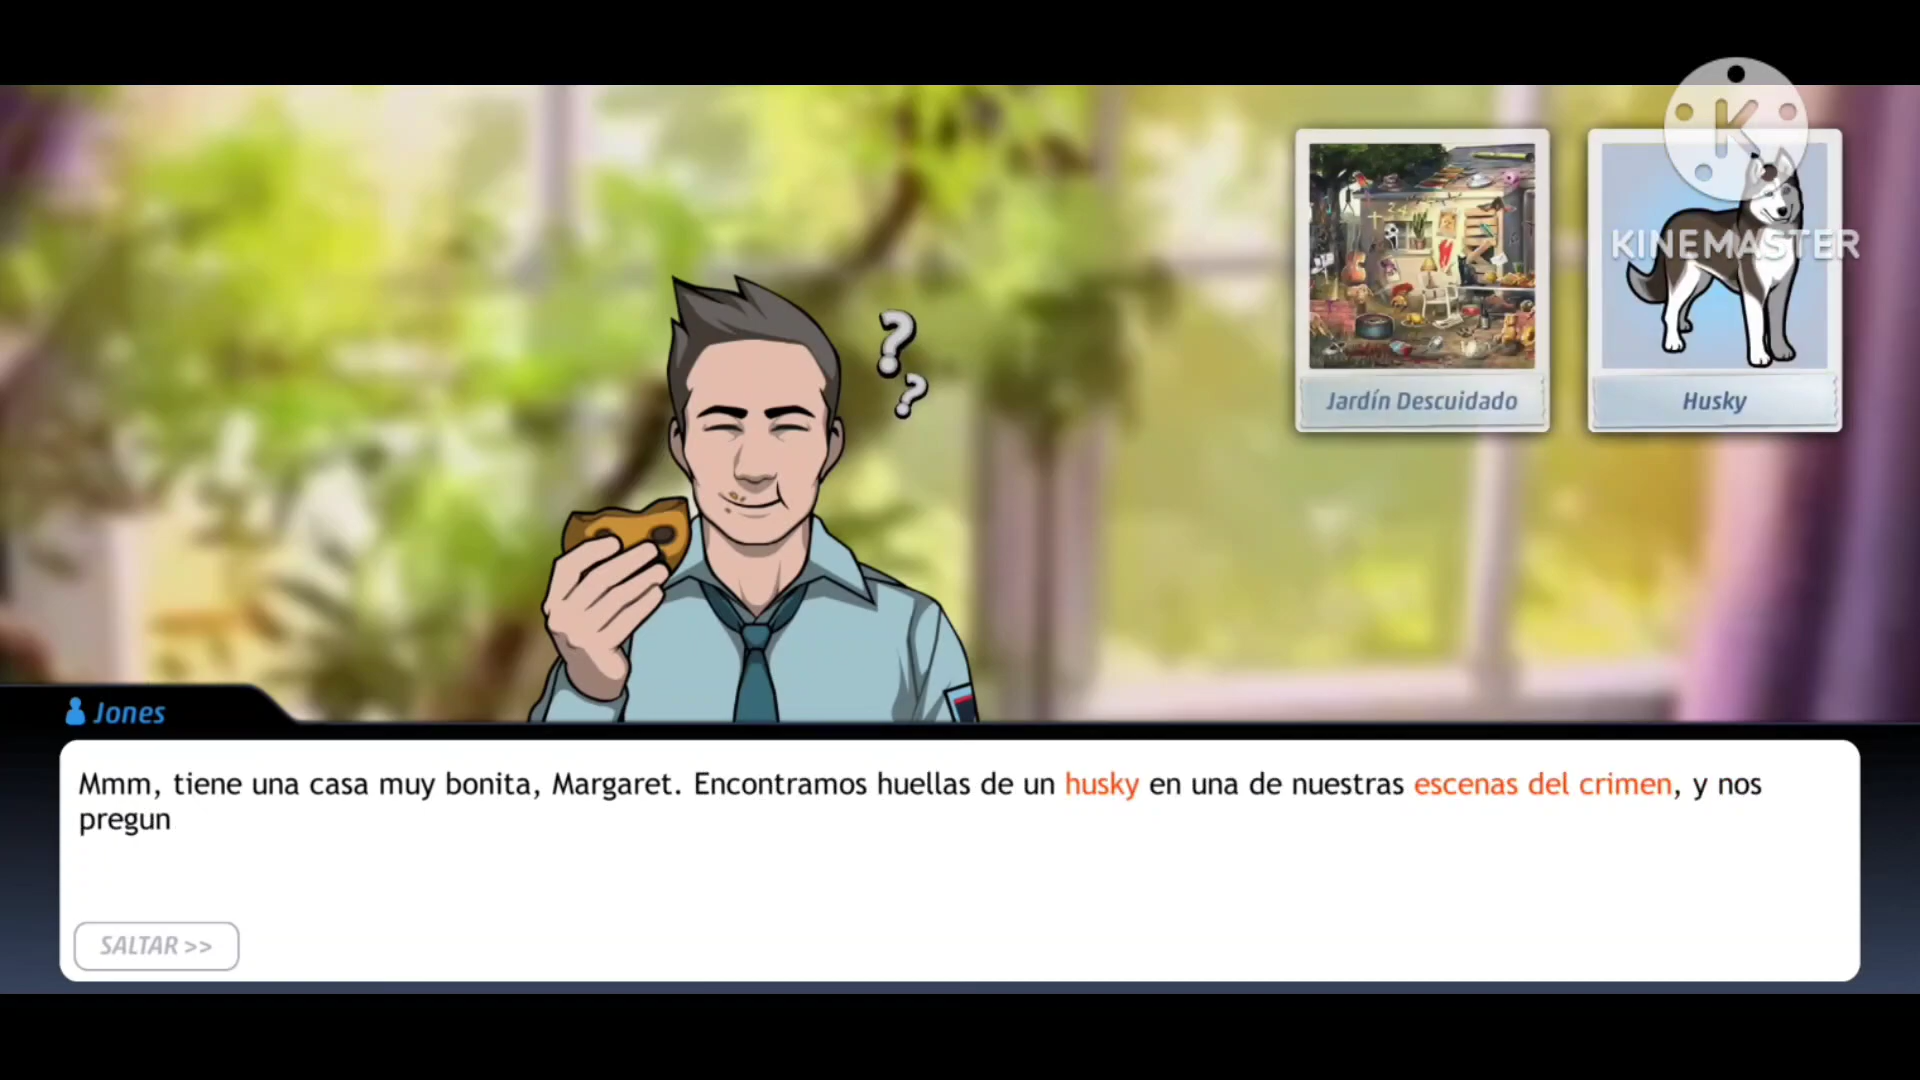 K
KINEMASTER
Jardín Descuidado
Husky
Jones
Mmm, tiene una casa muy bonita, Margaret. Encontramos huellas de un husky en una de nuestras escenas del crimen, y nos
pregun
SALTAR >>